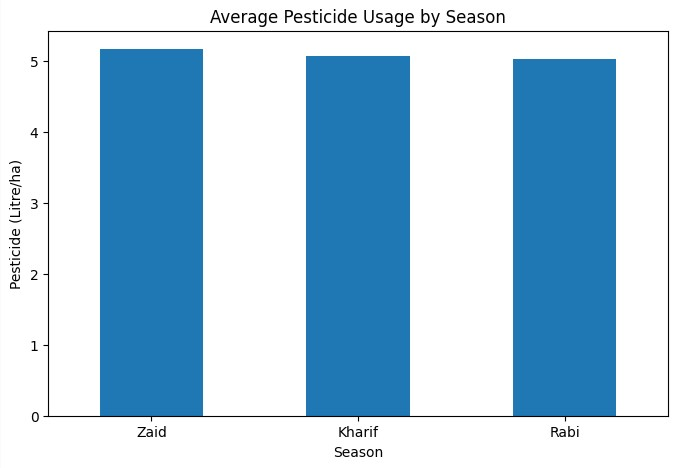 Average Pesticide Usage by Season
Pesticide (Litre/ha)
5
4
3
2
1
0
Zaid
Kharif
Rabi
Season